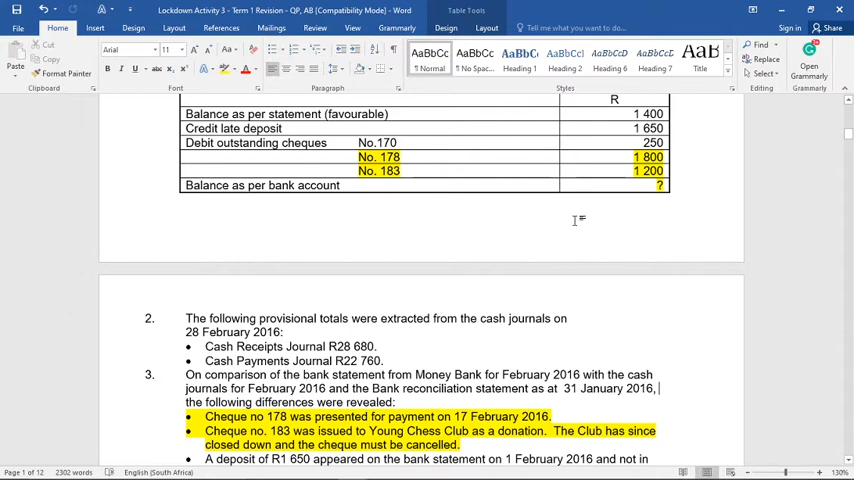 Lockdown Activity 3 - Term 1 Revision - QP, AB [Compatibility Mode] - Word
Table Tools
Sign in
Share
File Home Insert Draw Design Layout References Mailings Review View Grammarly Design Layout Tell me what you want to do...
Paste
Cut
Copy
Format Painter
Clipboard
Arial 11
Font
Paragraph
AaBbCc AaBbCc AaBbCc AaBbCc AaBbCcD AaBbCcD AaB
¶ Normal ¶ No Spac... Heading 1 Heading 2 Heading 6 Heading 7 Title
Styles
Find
Replace
Select
Editing
Open
Grammarly
Grammarly
R
Balance as per statement (favourable) 1 400
Credit late deposit 1 650
Debit outstanding cheques No.170 250
No. 178 1 800
No. 183 1 200
Balance as per bank account ?
2. The following provisional totals were extracted from the cash journals on
28 February 2016:
• Cash Receipts Journal R28 680.
• Cash Payments Journal R22 760.
3. On comparison of the bank statement from Money Bank for February 2016 with the cash
journals for February 2016 and the Bank reconciliation statement as at 31 January 2016,
the following differences were revealed:
• Cheque no 178 was presented for payment on 17 February 2016.
• Cheque no. 183 was issued to Young Chess Club as a donation. The Club has since
closed down and the cheque must be cancelled.
• A deposit of R1 650 appeared on the bank statement on 1 February 2016 and not in
Page 1 of 12 2302 words English (South Africa) 130%